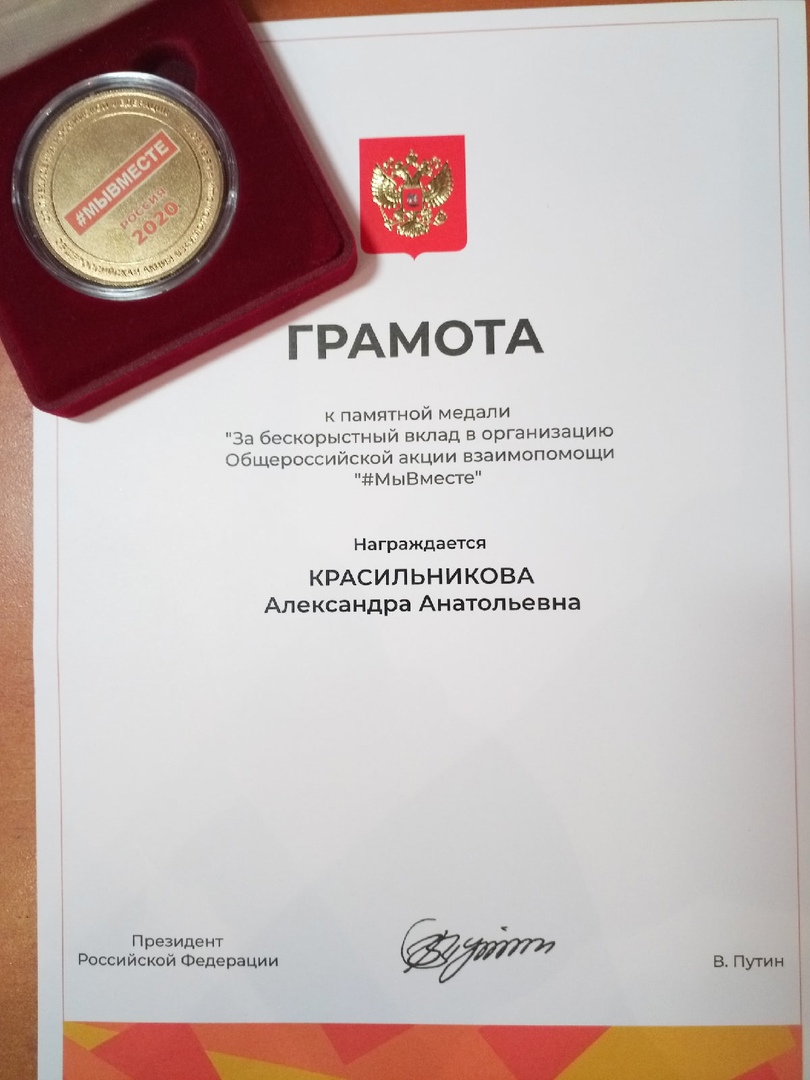 #МЫВМЕСТЕ
РОССИЯ
2020
ГРАМОТА
к памятной медали
"За бескорыстный вклад в организацию
Общероссийской акции взаимопомощи
"#МыВместе"
Награждается
КРАСИЛЬНИКОВА
Александра Анатольевна
Президент
Российской Федерации
В. Путин